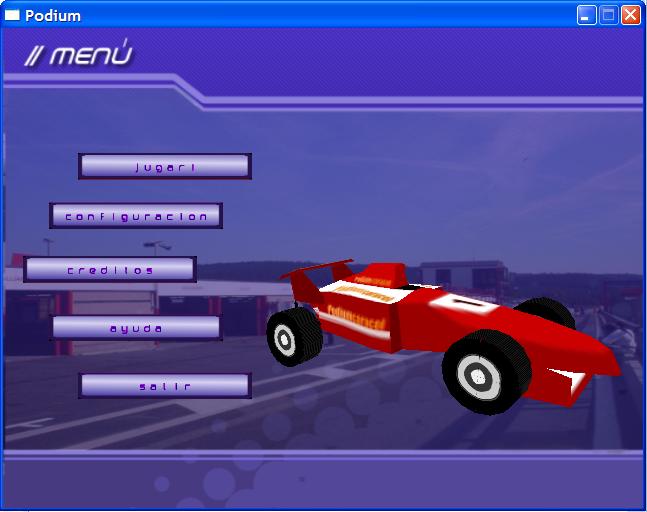 Podium
// MENÚ
jugar!
configuracion
creditos
ayuda
salir